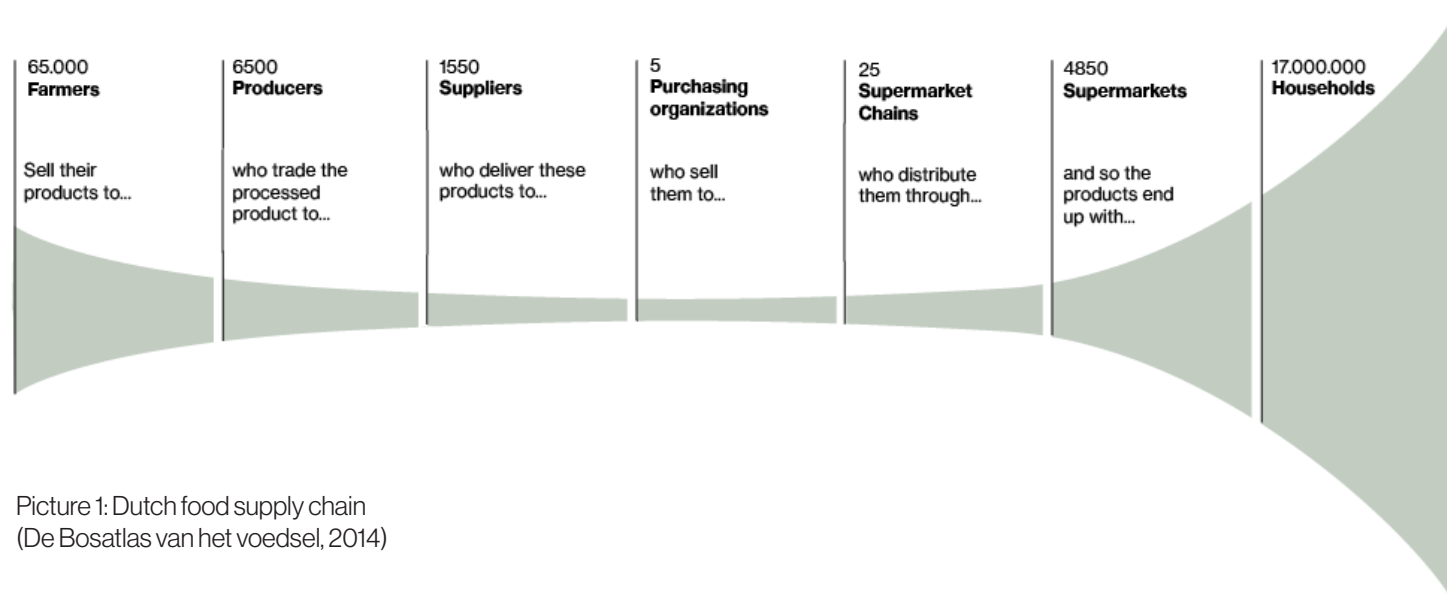 65.000
Farmers
Sell their
products to...
6500
Producers
who trade the
processed
product to...
1550
Suppliers
who deliver these
products to...
5
Purchasing
organizations
who sell
them to...
25
Supermarket
Chains
who distribute
them through...
4850
Supermarkets
and so the
products end
up with...
17.000.000
Households
Picture 1: Dutch food supply chain
(De Bosatlas van het voedsel, 2014)